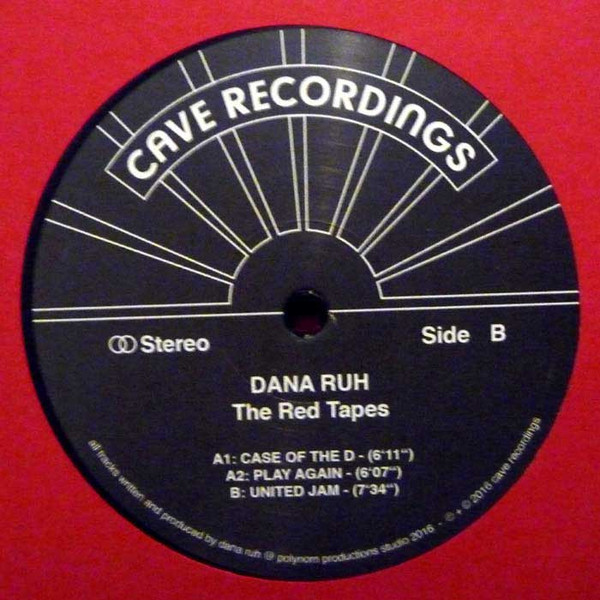 CAVE RECORDINGS
Stereo Side B
DANA RUH
The Red Tapes
A1: CASE OF THE D - (6'11")
A2: PLAY AGAIN - (6'07")
B: UNITED JAM - (7'34")
all tracks written and produced by dana ruh @ polynom productions studio 2016 - ℗ + © 2016 cave recordings